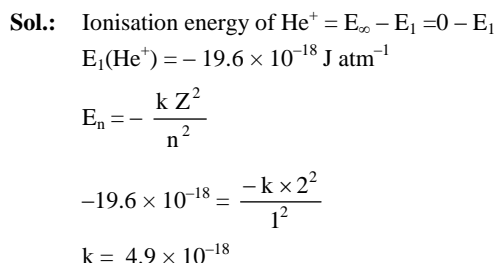 Sol.: Ionisation energy of He⁺ = E∞ – E₁ =0 – E₁
E₁(He⁺) = – 19.6 × 10⁻¹⁸ J atm⁻¹
Eₙ = – k Z² / n²
–19.6 × 10⁻¹⁸ = – k × 2² / 1²
k = 4.9 × 10⁻¹⁸